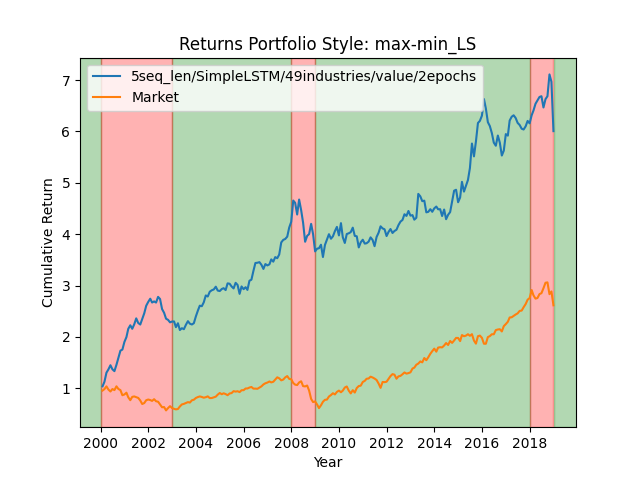 Returns Portfolio Style: max-min_LS
5seq_len/SimpleLSTM/49industries/value/2epochs
Market
Cumulative Return
7
6
5
4
3
2
1
2000 2002 2004 2006 2008 2010 2012 2014 2016 2018
Year